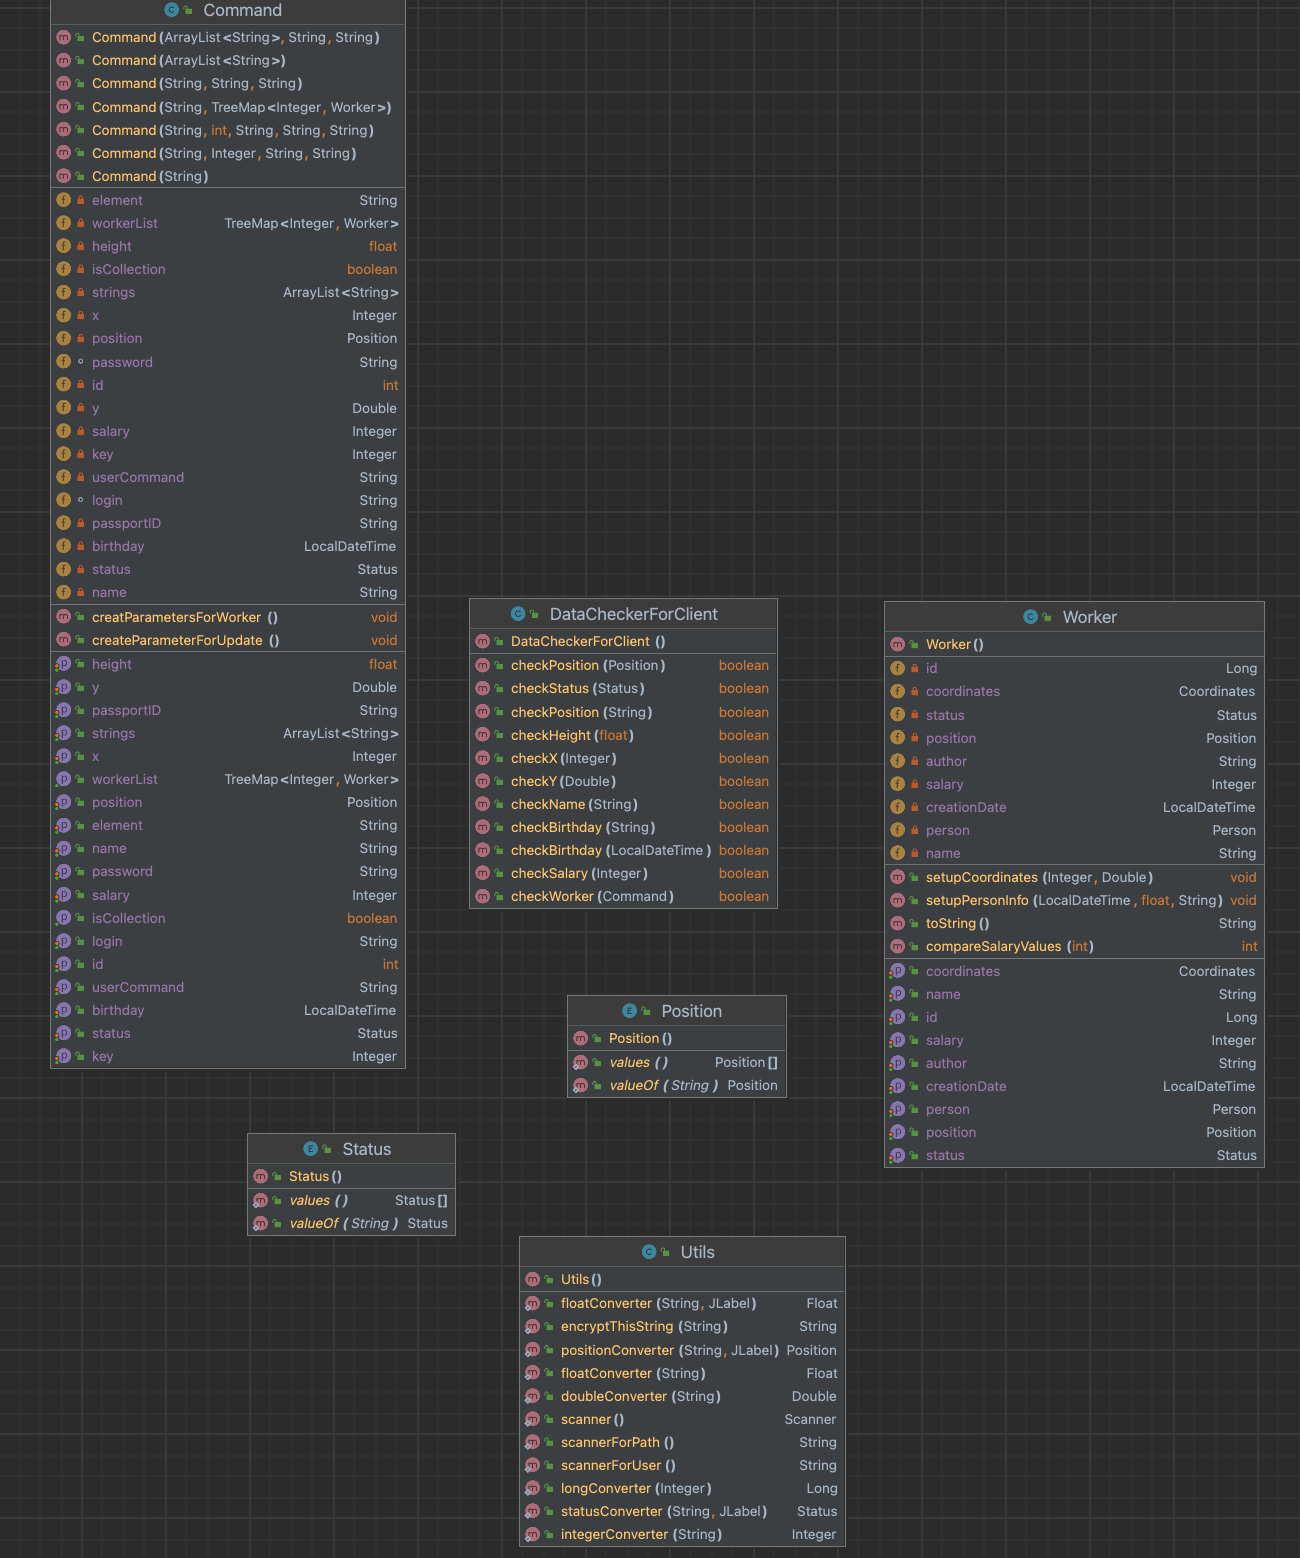 Command
Command(ArrayList<String>, String, String)
Command(ArrayList<String>)
Command(String, String, String)
Command(String, TreeMap<Integer, Worker>)
Command(String, int, String, String, String)
Command(String, Integer, String, String)
Command(String)
element String
workerList TreeMap<Integer, Worker>
height float
isCollection boolean
strings ArrayList<String>
x Integer
position Position
password String
id int
y Double
salary Integer
key Integer
userCommand String
login String
passportID String
birthday LocalDateTime
status Status
name String
creatParametersForWorker () void
createParameterForUpdate () void
height float
y Double
passportID String
strings ArrayList<String>
x Integer
workerList TreeMap<Integer, Worker>
position Position
element String
name String
password String
salary Integer
isCollection boolean
login String
id int
userCommand String
birthday LocalDateTime
status Status
key Integer
DataCheckerForClient
DataCheckerForClient ()
checkPosition (Position) boolean
checkStatus (Status) boolean
checkPosition (String) boolean
checkHeight (float) boolean
checkX (Integer) boolean
checkY (Double) boolean
checkName (String) boolean
checkBirthday (String) boolean
checkBirthday (LocalDateTime ) boolean
checkSalary (Integer) boolean
checkWorker (Command) boolean
Worker
Worker()
id Long
coordinates Coordinates
status Status
position Position
author String
salary Integer
creationDate LocalDateTime
person Person
name String
setupCoordinates (Integer, Double) void
setupPersonInfo (LocalDateTime , float, String) void
toString () String
compareSalaryValues (int) int
coordinates Coordinates
name String
id Long
salary Integer
author String
creationDate LocalDateTime
person Person
position Position
status Status
Position
Position ()
values () Position[]
valueOf (String ) Position
Status
Status()
values () Status[]
valueOf (String ) Status
Utils
Utils()
floatConverter (String, JLabel) Float
encryptThisString (String) String
positionConverter (String, JLabel) Position
floatConverter (String) Float
doubleConverter (String) Double
scanner() Scanner
scannerForPath () String
scannerForUser () String
longConverter (Integer) Long
statusConverter (String, JLabel) Status
integerConverter (String) Integer